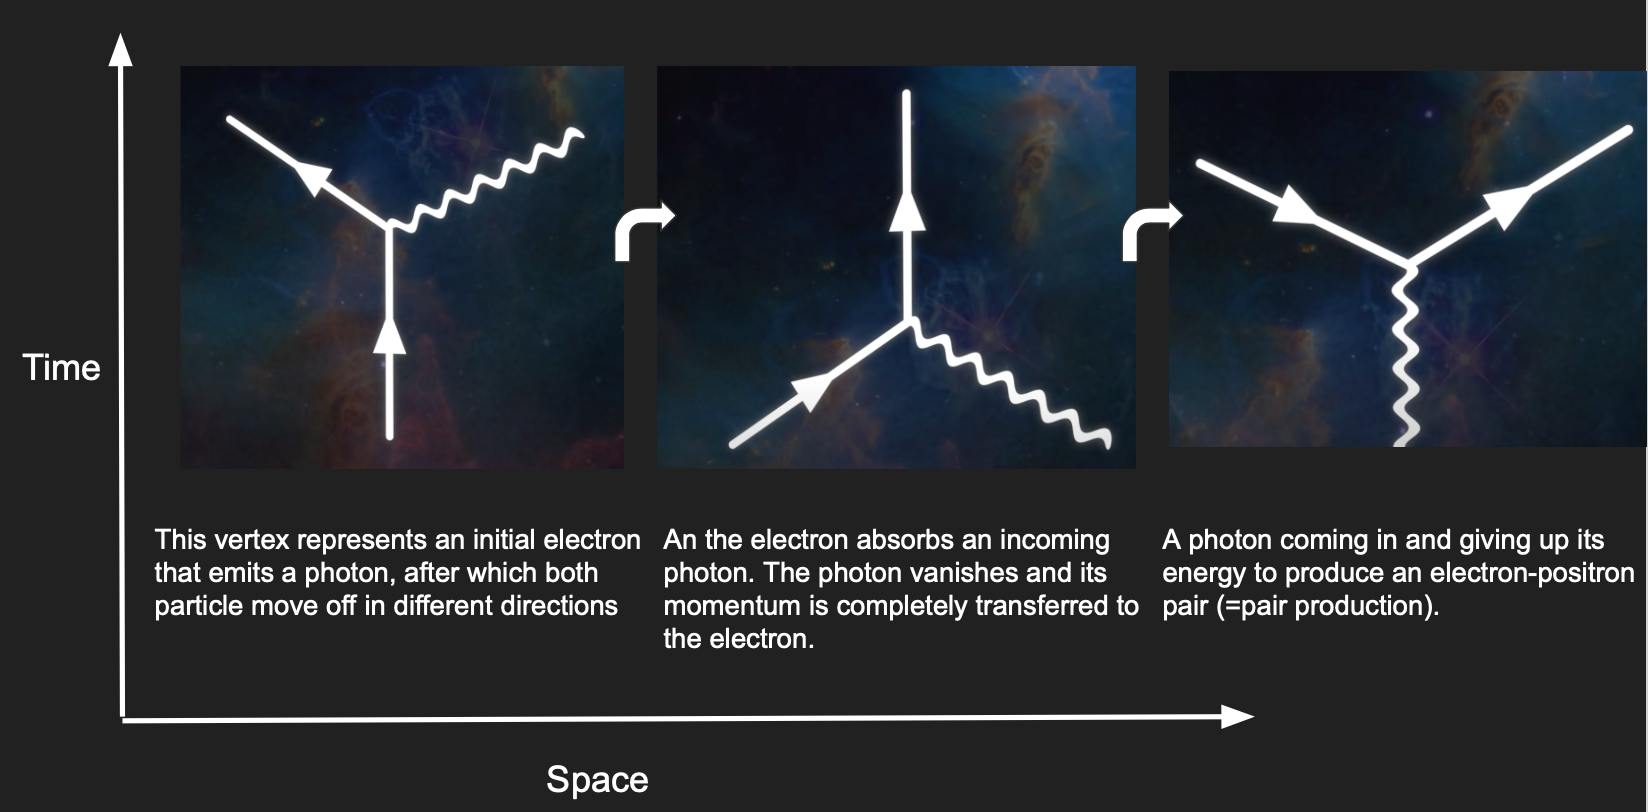 Time
This vertex represents an initial electron
that emits a photon, after which both
particle move off in different directions
An the electron absorbs an incoming
photon. The photon vanishes and its
momentum is completely transferred to
the electron.
A photon coming in and giving up its
energy to produce an electron-positron
pair (=pair production).
Space